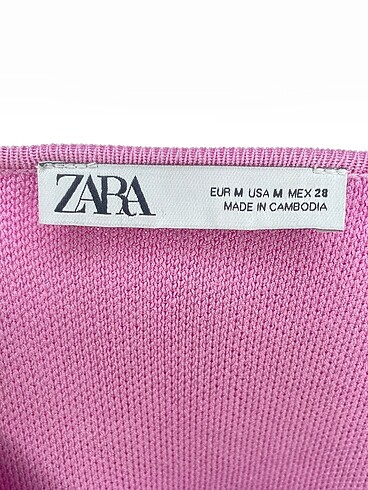 ZARA
EUR M USA M MEX 28
MADE IN CAMBODIA